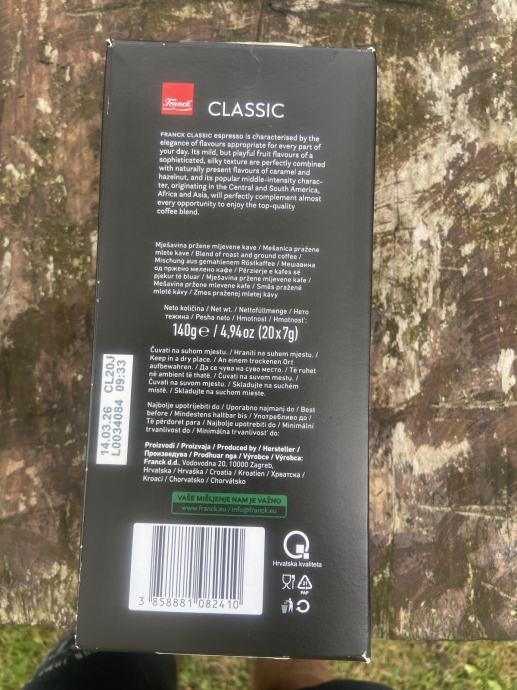 Franck
CLASSIC
FRANCK CLASSIC espresso is characterised by the
elegance of flavours appropriate for every part of
your day. Its mild, but playful fruit flavours of a
sophisticated, silky texture are perfectly combined
with naturally present flavours of caramel and
hazelnut, and its popular middle-intensity charac-
ter, originating in the Central and South America,
Africa and Asia, will perfectly complement almost
every opportunity to enjoy the top-quality
coffee blend.
Mješavina pržene mljevene kave / Mešanica pražene
mlete kave / Blend of roast and ground coffee /
Mischung aus gemahlenem Röstkaffee / Мешавина
од пржено мелено кафе / Përzierje e kafes së
pjekur të bluar / Mješavina pržene mljevene kafe /
Mešavina pržene mlevene kafe / Směs pražené
mleté kávy / Zmes praženej mletej kávy
Neto količina / Net wt. / Nettofüllmenge / Нето
тежина / Pesha neto / Hmotnost / Hmotnosť:
140g℮ / 4,94oz (20x7g)
Čuvati na suhom mjestu. / Hraniti na suhem mestu. /
Keep in a dry place. / An einem trockenen Ort
aufbewahren. / Да се чува на суво место. / Të ruhet
në ambient të thatë. / Čuvati na suvom mestu. /
Čuvati na suvom mjestu. / Skladujte na suchém
místě. / Skladujte na suchom mieste.
Najbolje upotrijebiti do / Uporabno najmanj do / Best
before / Mindestens haltbar bis / Употребливо до /
Të përdoret para / Najbolje upotrebiti do / Minimální
trvanlivost do / Minimálna trvanlivosť do:
14.03.26 CL20J
L0034084 09:33
Proizvodi / Proizvaja / Produced by / Hersteller /
Произведува / Prodhuar nga / Výrobce / Výrobca:
Franck d.d., Vodovodna 20, 10000 Zagreb,
Hrvatska / Hrvaška / Croatia / Kroatien / Хрватска /
Kroaci / Chorvatsko / Chorvátsko
VAŠE MIŠLJENJE NAM JE VAŽNO
www.franck.eu / info@franck.eu
Hrvatska kvaliteta
PAP
3 858881 082410